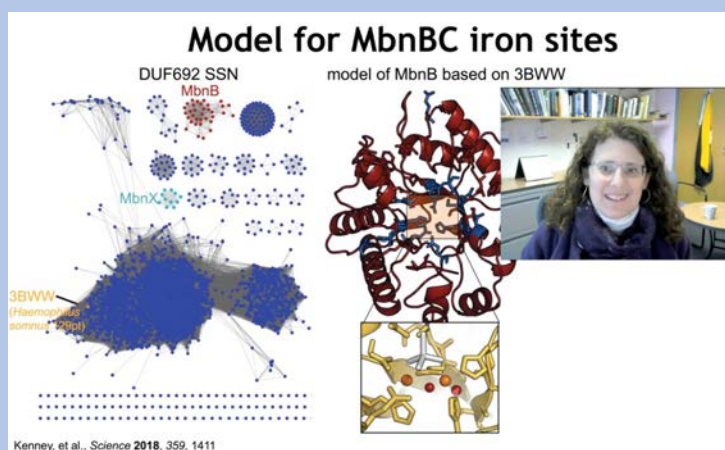 Model for MbnBC iron sites
DUF692 SSN
MbnB
MbnX
3BWW
(Haemophilus
somnus 129pt)
model of MbnB based on 3BWW
Kenney, et al., Science 2018, 359, 1411